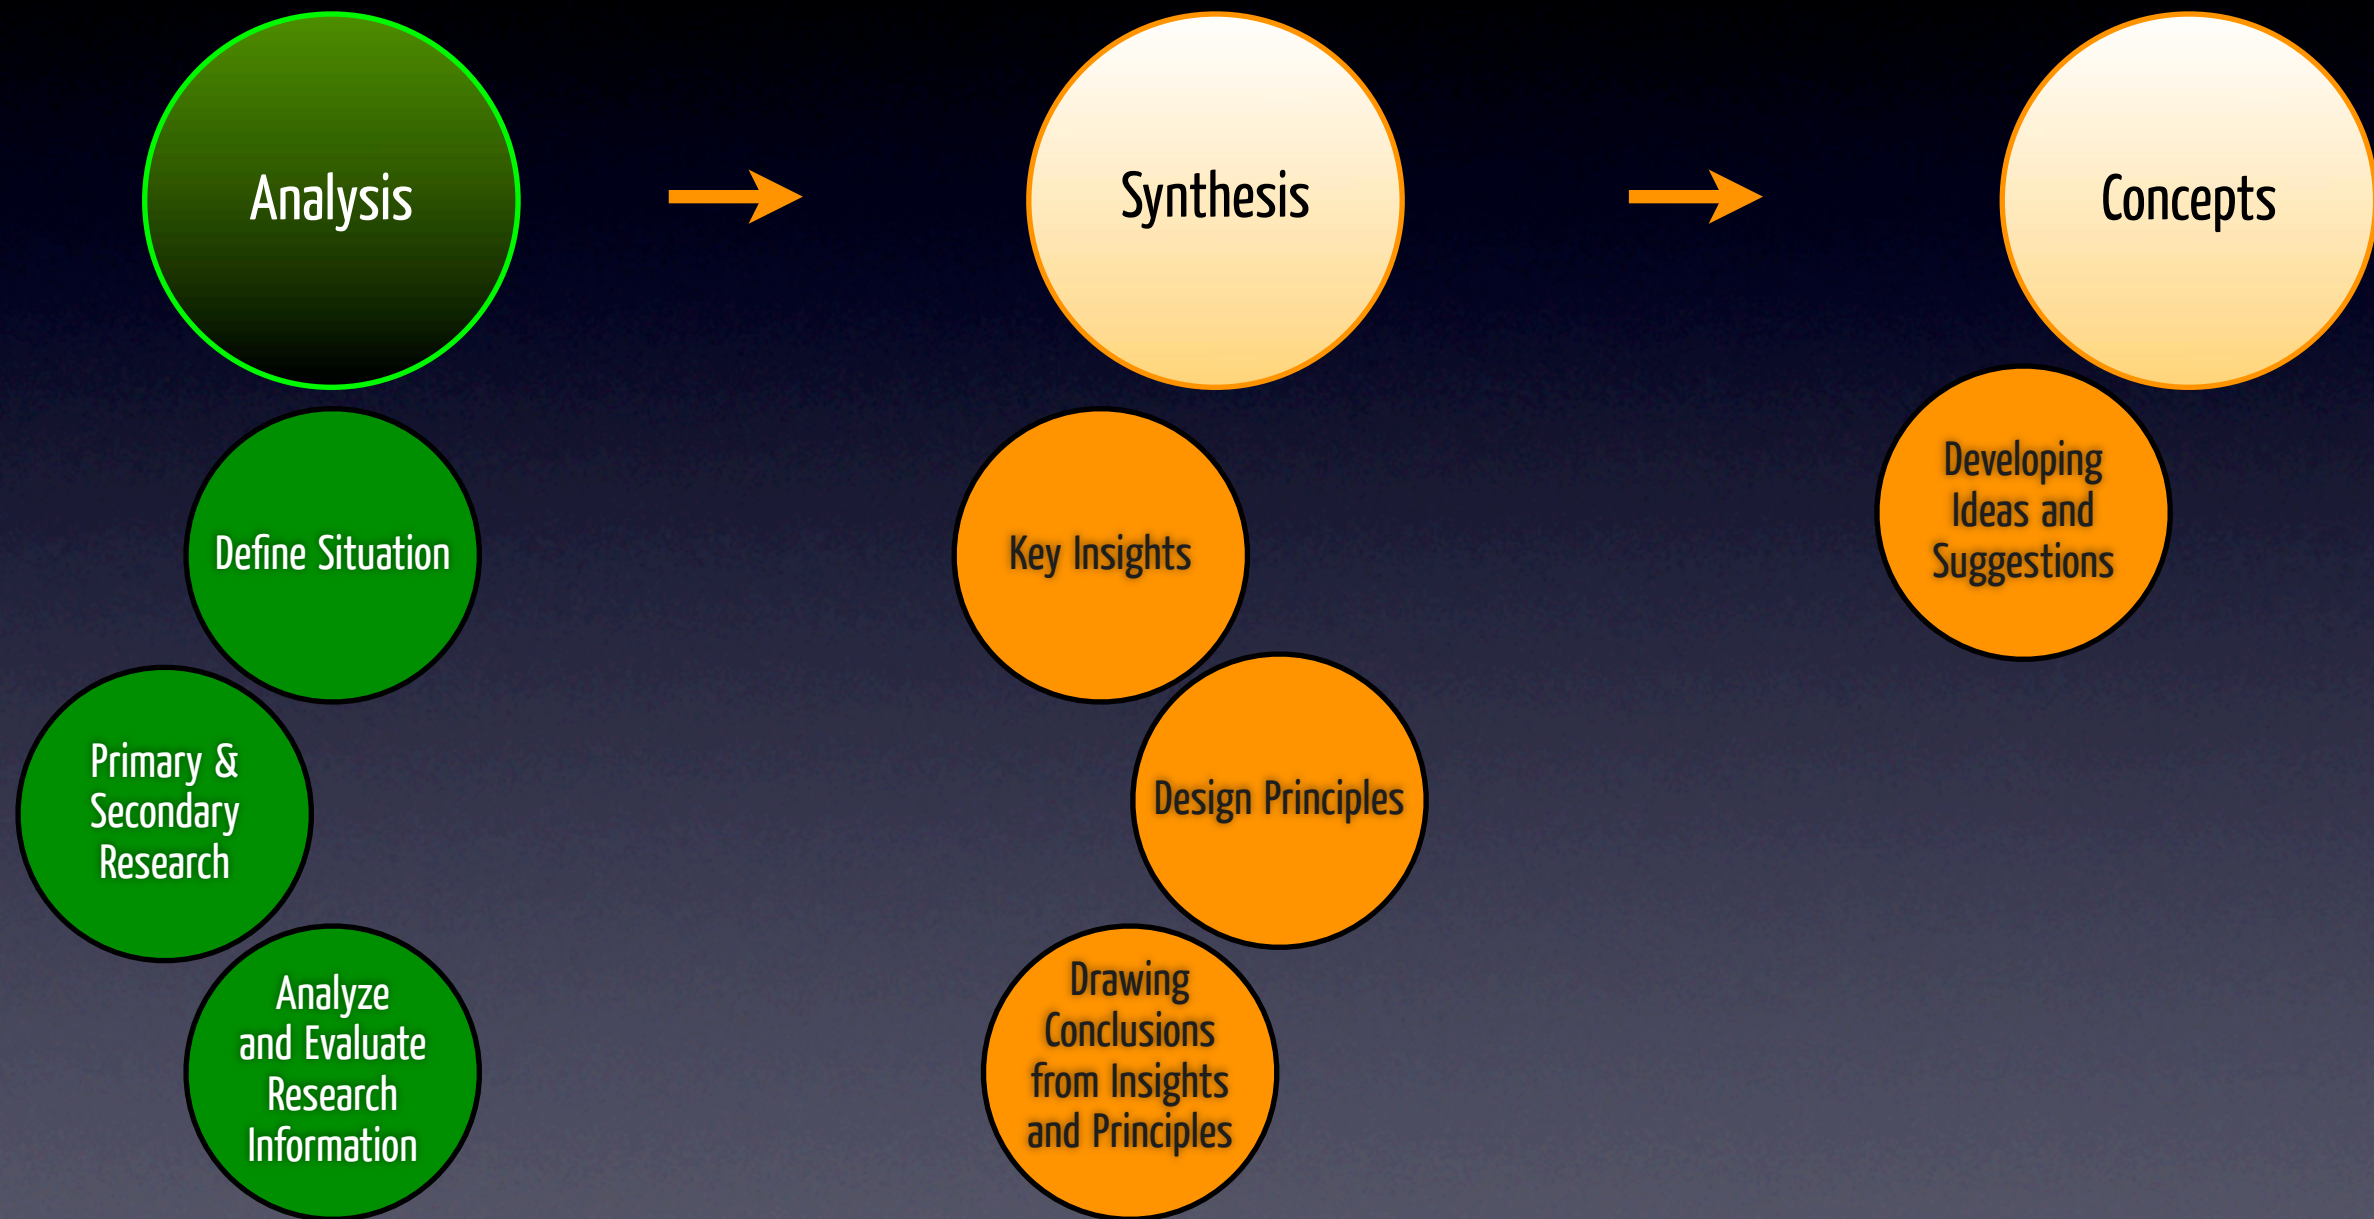 Analysis
Synthesis
Concepts
Define Situation
Primary &
Secondary
Research
Analyze
and Evaluate
Research
Information
Key Insights
Design Principles
Drawing
Conclusions
from Insights
and Principles
Developing
Ideas and
Suggestions